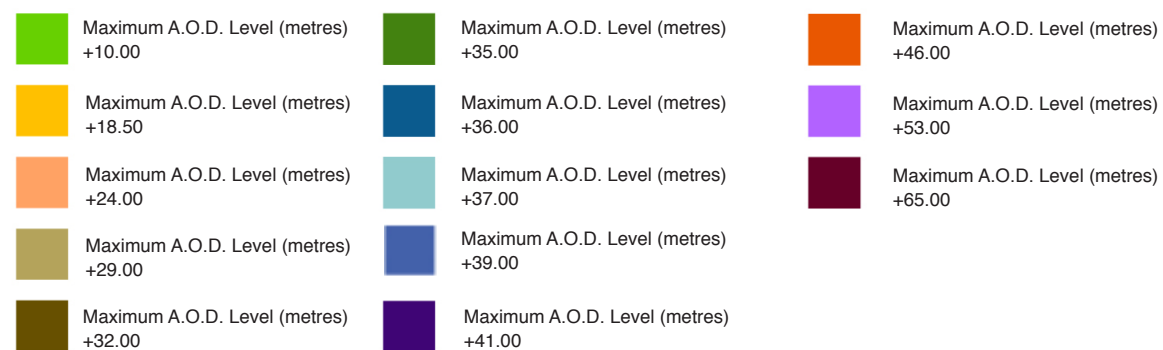 Maximum A.O.D. Level (metres)
+10.00
Maximum A.O.D. Level (metres)
+18.50
Maximum A.O.D. Level (metres)
+24.00
Maximum A.O.D. Level (metres)
+29.00
Maximum A.O.D. Level (metres)
+32.00
Maximum A.O.D. Level (metres)
+35.00
Maximum A.O.D. Level (metres)
+36.00
Maximum A.O.D. Level (metres)
+37.00
Maximum A.O.D. Level (metres)
+39.00
Maximum A.O.D. Level (metres)
+41.00
Maximum A.O.D. Level (metres)
+46.00
Maximum A.O.D. Level (metres)
+53.00
Maximum A.O.D. Level (metres)
+65.00